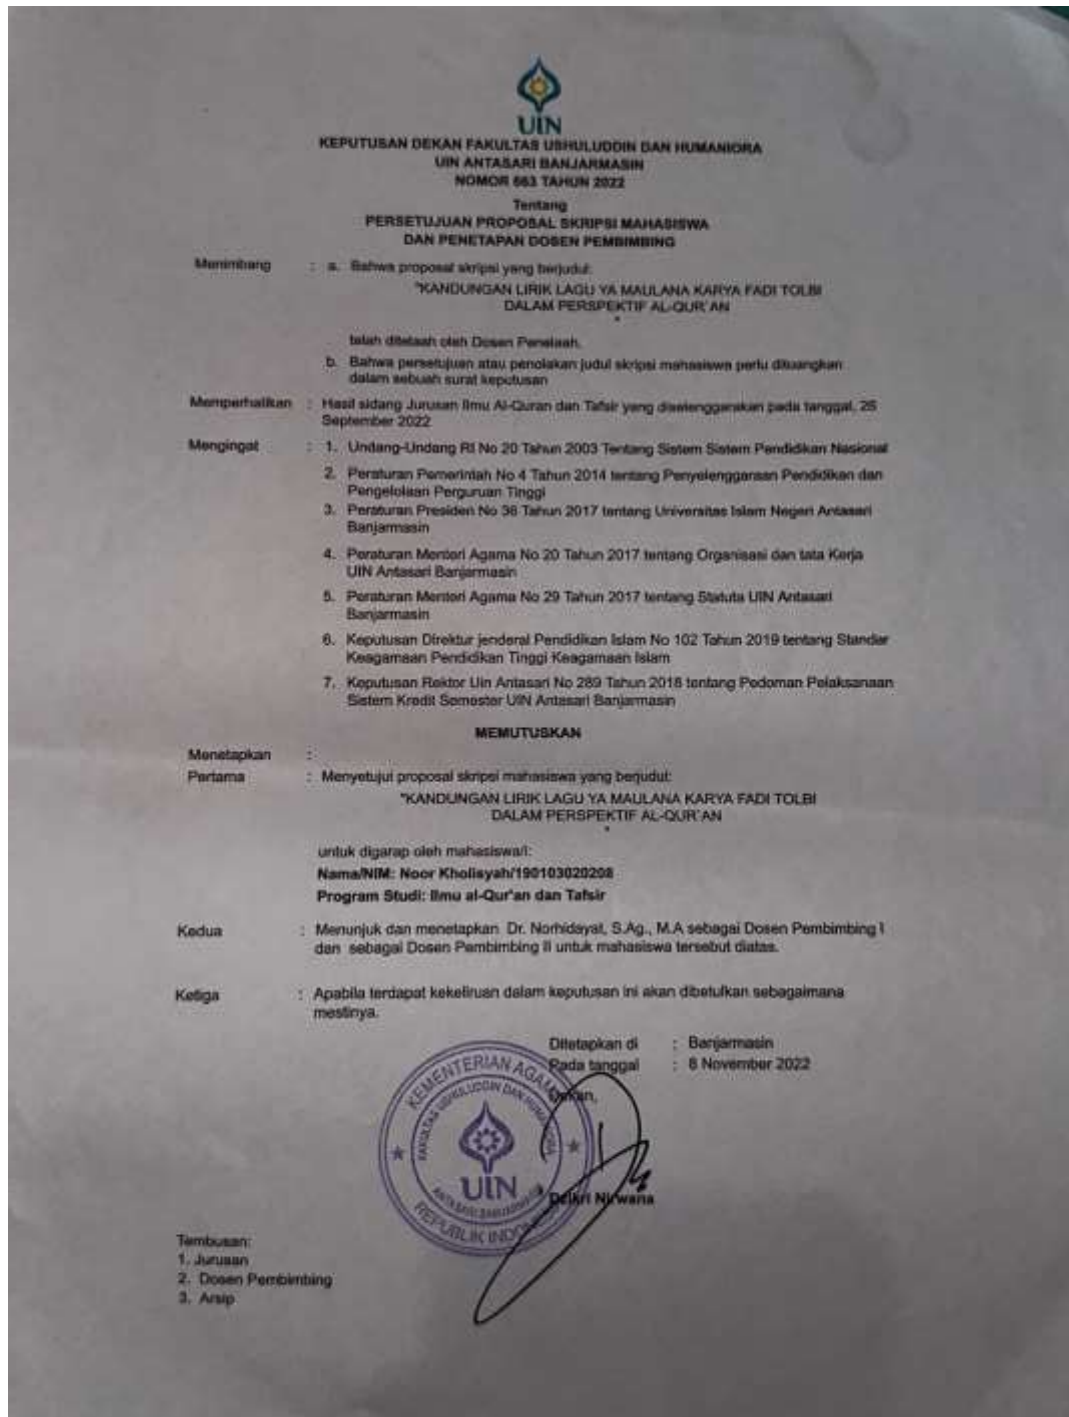 UIN
KEPUTUSAN DEKAN FAKULTAS USHULUDDIN DAN HUMANIORA
UIN ANTASARI BANJARMASIN
NOMOR 663 TAHUN 2022
Tentang
PERSETUJUAN PROPOSAL SKRIPSI MAHASISWA
DAN PENETAPAN DOSEN PEMBIMBING
Menimbang : a. Bahwa proposal skripsi yang berjudul:
"KANDUNGAN LIRIK LAGU YA MAULANA KARYA FADI TOLBI
DALAM PERSPEKTIF AL-QUR`AN
"
telah ditelaah oleh Dosen Penelaah.
b. Bahwa persetujuan atau penolakan judul skripsi mahasiswa perlu dituangkan
dalam sebuah surat keputusan
Memperhatikan : Hasil sidang Jurusan Ilmu Al-Quran dan Tafsir yang diselenggarakan pada tanggal,
September 2022
Mengingat : 1. Undang-Undang RI No 20 Tahun 2003 Tentang Sistem Sistem Pendidikan Nasional
2. Peraturan Pemerintah No 4 Tahun 2014 tentang Penyelenggaraan Pendidikan dan
Pengelolaan Perguruan Tinggi
3. Peraturan Presiden No 36 Tahun 2017 tentang Universitas Islam Negeri Antasari
Banjarmasin
4. Peraturan Menteri Agama No 20 Tahun 2017 tentang Organisasi dan tata Kerja
UIN Antasari Banjarmasin
5. Peraturan Menteri Agama No 29 Tahun 2017 tentang Statuta UIN Antasari
Banjarmasin
6. Keputusan Direktur jenderal Pendidikan Islam No 102 Tahun 2019 tentang Standar
Keagamaan Pendidikan Tinggi Keagamaan Islam
7. Keputusan Rektor Uin Antasari No 289 Tahun 2018 tentang Pedoman Pelaksanaan
Sistem Kredit Semester UIN Antasari Banjarmasin
MEMUTUSKAN
Menetapkan :
Pertama : Menyetujui proposal skripsi mahasiswa yang berjudul:
"KANDUNGAN LIRIK LAGU YA MAULANA KARYA FADI TOLBI
DALAM PERSPEKTIF AL-QUR`AN
"
untuk digarap oleh mahasiswa/i:
Nama/NIM: Noor Kholisyah/190103020208
Program Studi: Ilmu al-Qur'an dan Tafsir
Kedua : Menunjuk dan menetapkan Dr. Norhidayat, S.Ag., M.A sebagai Dosen Pembimbing I
dan sebagai Dosen Pembimbing II untuk mahasiswa tersebut diatas.
Ketiga : Apabila terdapat kekeliruan dalam keputusan ini akan dibetulkan sebagaimana
mestinya.
Ditetapkan di : Banjarmasin
Pada tanggal : 8 November 2022
Dekan,
KEMENTERIAN AGAMA
FAKULTAS USHULUDDIN DAN HUMANIORA
UIN
ANTASARI BANJARMASIN
REPUBLIK INDONESIA
Dzikri Nirwana
Tembusan:
1. Jurusan
2. Dosen Pembimbing
3. Arsip